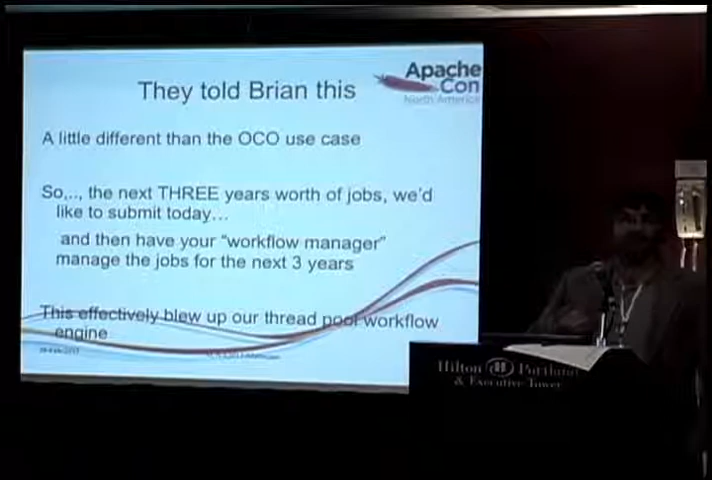 They told Brian this
Apache
Con
North America
A little different than the OCO use case
So,.., the next THREE years worth of jobs, we'd
like to submit today…
and then have your “workflow manager”
manage the jobs for the next 3 years
This effectively blew up our thread pool workflow
engine
Hilton Portland
& Executive Tower